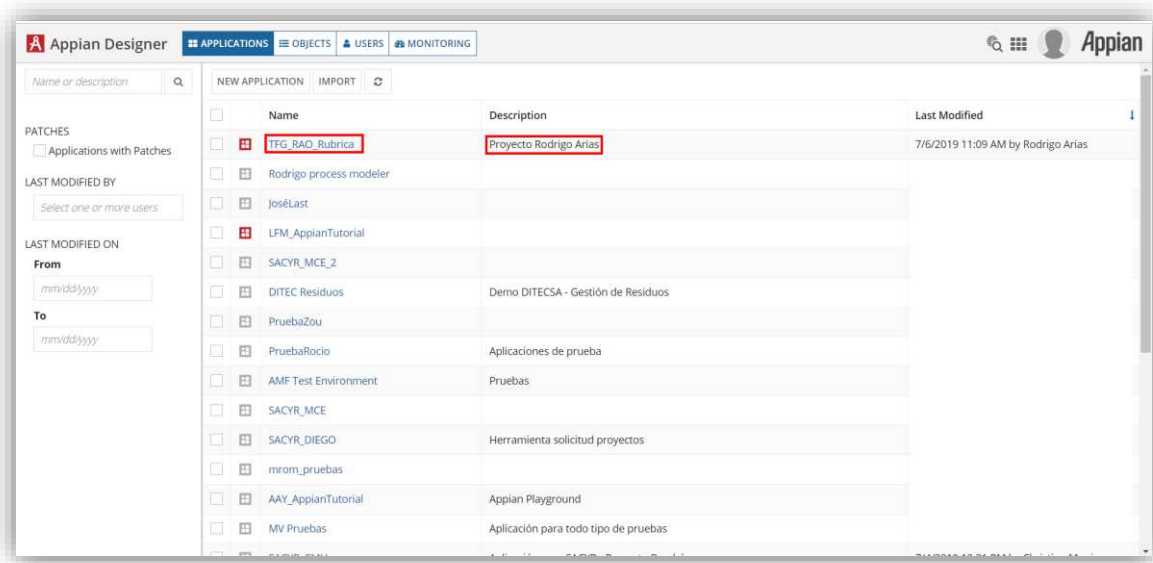 Appian Designer APPLICATIONS OBJECTS USERS MONITORING Appian
Name or description NEW APPLICATION IMPORT
Name Description Last Modified
PATCHES
Applications with Patches
LAST MODIFIED BY
Select one or more users
LAST MODIFIED ON
From
mm/dd/yyyy
To
mm/dd/yyyy
TFG_RAO_Rubrica Proyecto Rodrigo Arias 7/6/2019 11:09 AM by Rodrigo Arias
Rodrigo process modeler
JoséLast
LFM_AppianTutorial
SACYR_MCE_2
DITEC Residuos Demo DITECSA - Gestión de Residuos
PruebaZou
PruebaRocio Aplicaciones de prueba
AMF Test Environment Pruebas
SACYR_MCE
SACYR_DIEGO Herramienta solicitud proyectos
mrom_pruebas
AAY_AppianTutorial Appian Playground
MV Pruebas Aplicación para todo tipo de pruebas